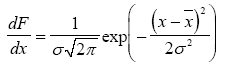 dF/dx = 1/(σ√(2π)) exp(−(x − x̄)²/(2σ²))